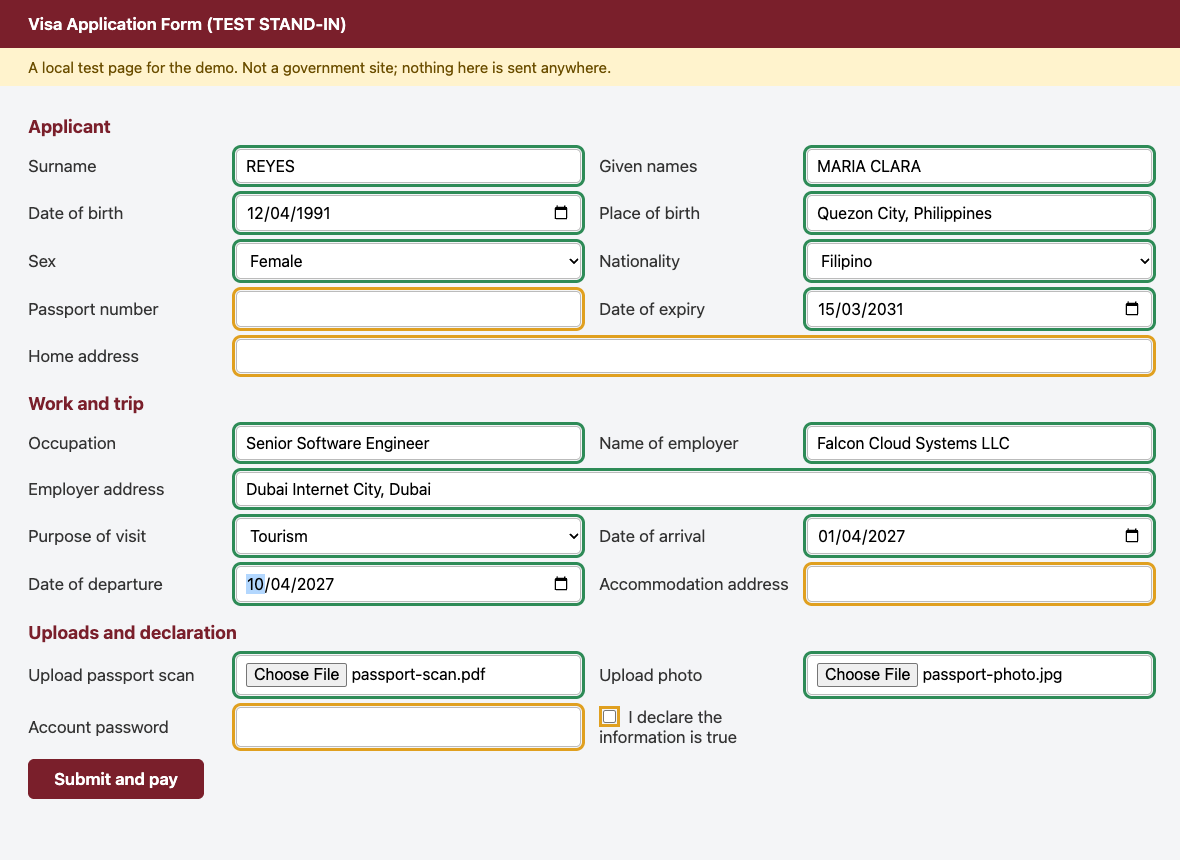 Visa Application Form (TEST STAND-IN)
A local test page for the demo. Not a government site; nothing here is sent anywhere.
Applicant
Surname REYES Given names MARIA CLARA
Date of birth 12/04/1991 Place of birth Quezon City, Philippines
Sex Female Nationality Filipino
Passport number Date of expiry 15/03/2031
Home address
Work and trip
Occupation Senior Software Engineer Name of employer Falcon Cloud Systems LLC
Employer address Dubai Internet City, Dubai
Purpose of visit Tourism Date of arrival 01/04/2027
Date of departure 10/04/2027 Accommodation address
Uploads and declaration
Upload passport scan Choose File passport-scan.pdf Upload photo Choose File passport-photo.jpg
Account password I declare the
information is true
Submit and pay